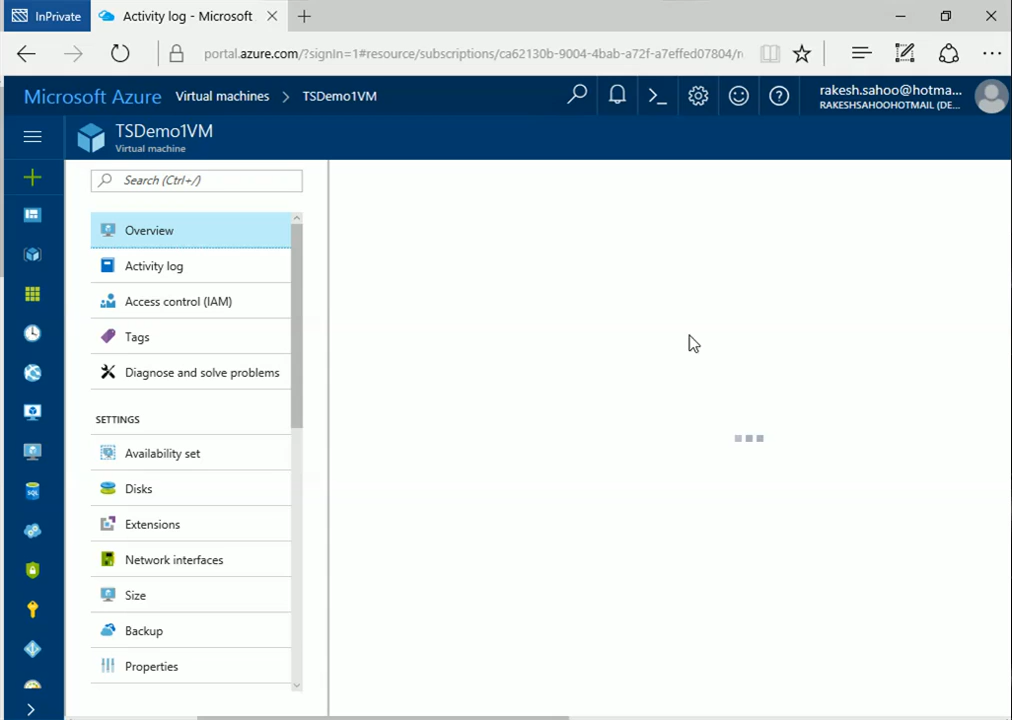 InPrivate
Activity log - Microsoft
portal.azure.com/?signIn=1#resource/subscriptions/ca62130b-9004-4bab-a72f-a7effed07804/r
Microsoft Azure
Virtual machines
TSDemo1VM
rakesh.sahoo@hotma...
RAKESHSAHOOHOTMAIL (DE...
TSDemo1VM
Virtual machine
Search (Ctrl+/)
Overview
Activity log
Access control (IAM)
Tags
Diagnose and solve problems
SETTINGS
Availability set
Disks
SQL
Extensions
Network interfaces
Size
Backup
Properties